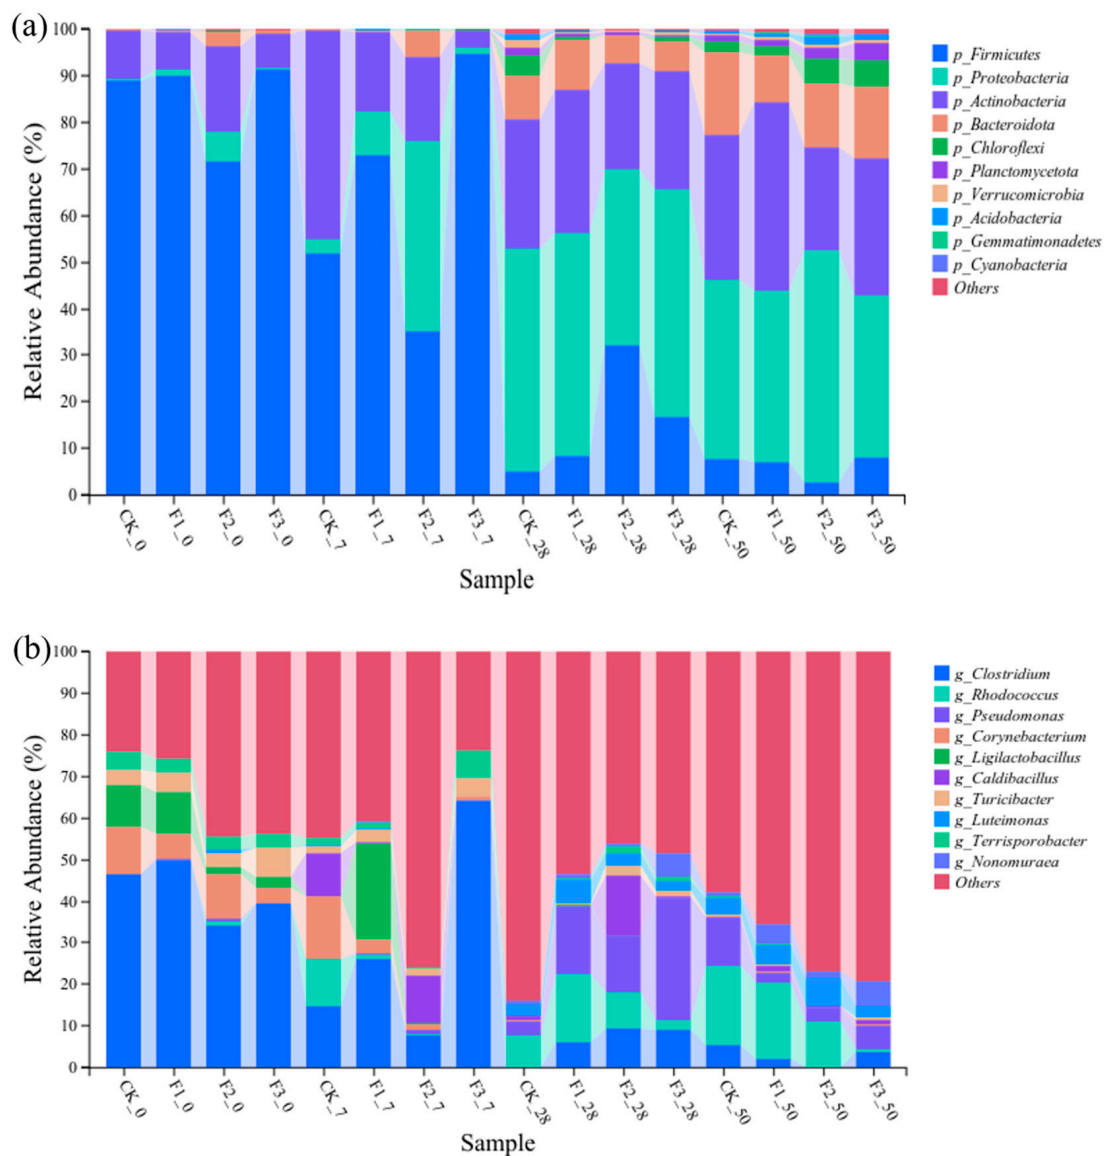 (a)
Relative Abundance (%)
100
90
80
70
60
50
40
30
20
10
0
CK_0
F1_0
F2_0
F3_0
CK_7
F1_7
F2_7
F3_7
CK_28
F1_28
F2_28
F3_28
CK_50
F1_50
F2_50
F3_50
Sample
p_Firmicutes
p_Proteobacteria
p_Actinobacteria
p_Bacteroidota
p_Chloroflexi
p_Planctomycetota
p_Verrucomicrobia
p_Acidobacteria
p_Gemmatimonadetes
p_Cyanobacteria
Others
(b)
Relative Abundance (%)
100
90
80
70
60
50
40
30
20
10
0
CK_0
F1_0
F2_0
F3_0
CK_7
F1_7
F2_7
F3_7
CK_28
F1_28
F2_28
F3_28
CK_50
F1_50
F2_50
F3_50
Sample
g_Clostridium
g_Rhodococcus
g_Pseudomonas
g_Corynebacterium
g_Ligilactobacillus
g_Caldibacillus
g_Turicibacter
g_Luteimonas
g_Terrisporobacter
g_Nonomuraea
Others